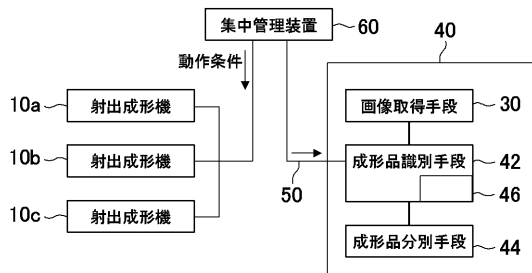 集中管理装置 60
40
動作条件
10a 射出成形機
画像取得手段 30
10b 射出成形機
成形品識別手段 42
50
46
10c 射出成形機
成形品分別手段 44